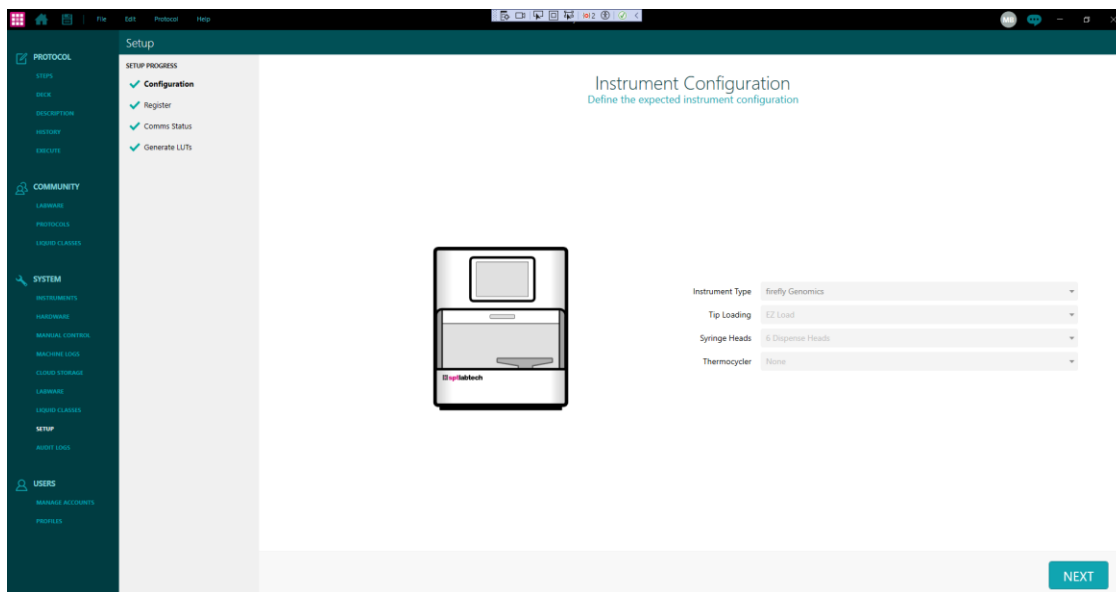 File Edit Protocol Help
2
MB
Setup
PROTOCOL
STEPS
DECK
DESCRIPTION
HISTORY
EXECUTE
COMMUNITY
LABWARE
PROTOCOLS
LIQUID CLASSES
SYSTEM
INSTRUMENTS
HARDWARE
MANUAL CONTROL
MACHINE LOGS
CLOUD STORAGE
LABWARE
LIQUID CLASSES
SETUP
AUDIT LOGS
USERS
MANAGE ACCOUNTS
PROFILES
SETUP PROGRESS
Configuration
Register
Comms Status
Generate LUTs
Instrument Configuration
Define the expected instrument configuration
sptlabtech
Instrument Type firefly Genomics
Tip Loading EZ Load
Syringe Heads 6 Dispense Heads
Thermocycler None
NEXT